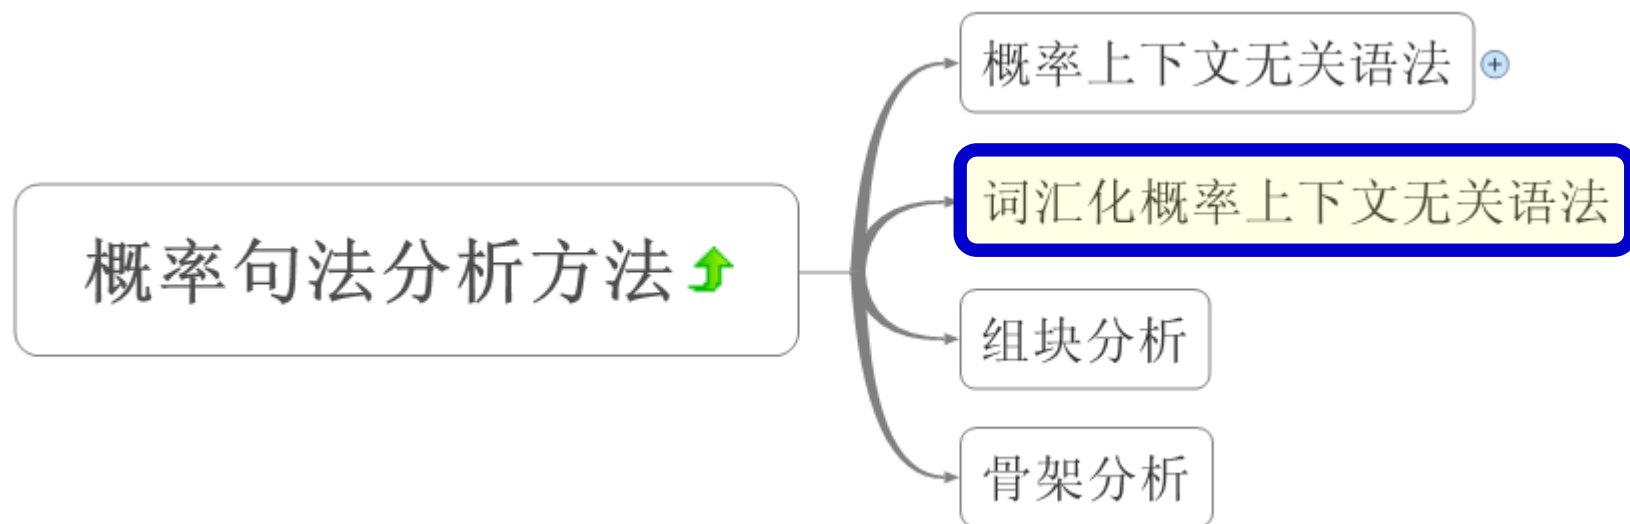 概率上下文无关语法
词汇化概率上下文无关语法
概率句法分析方法
组块分析
骨架分析